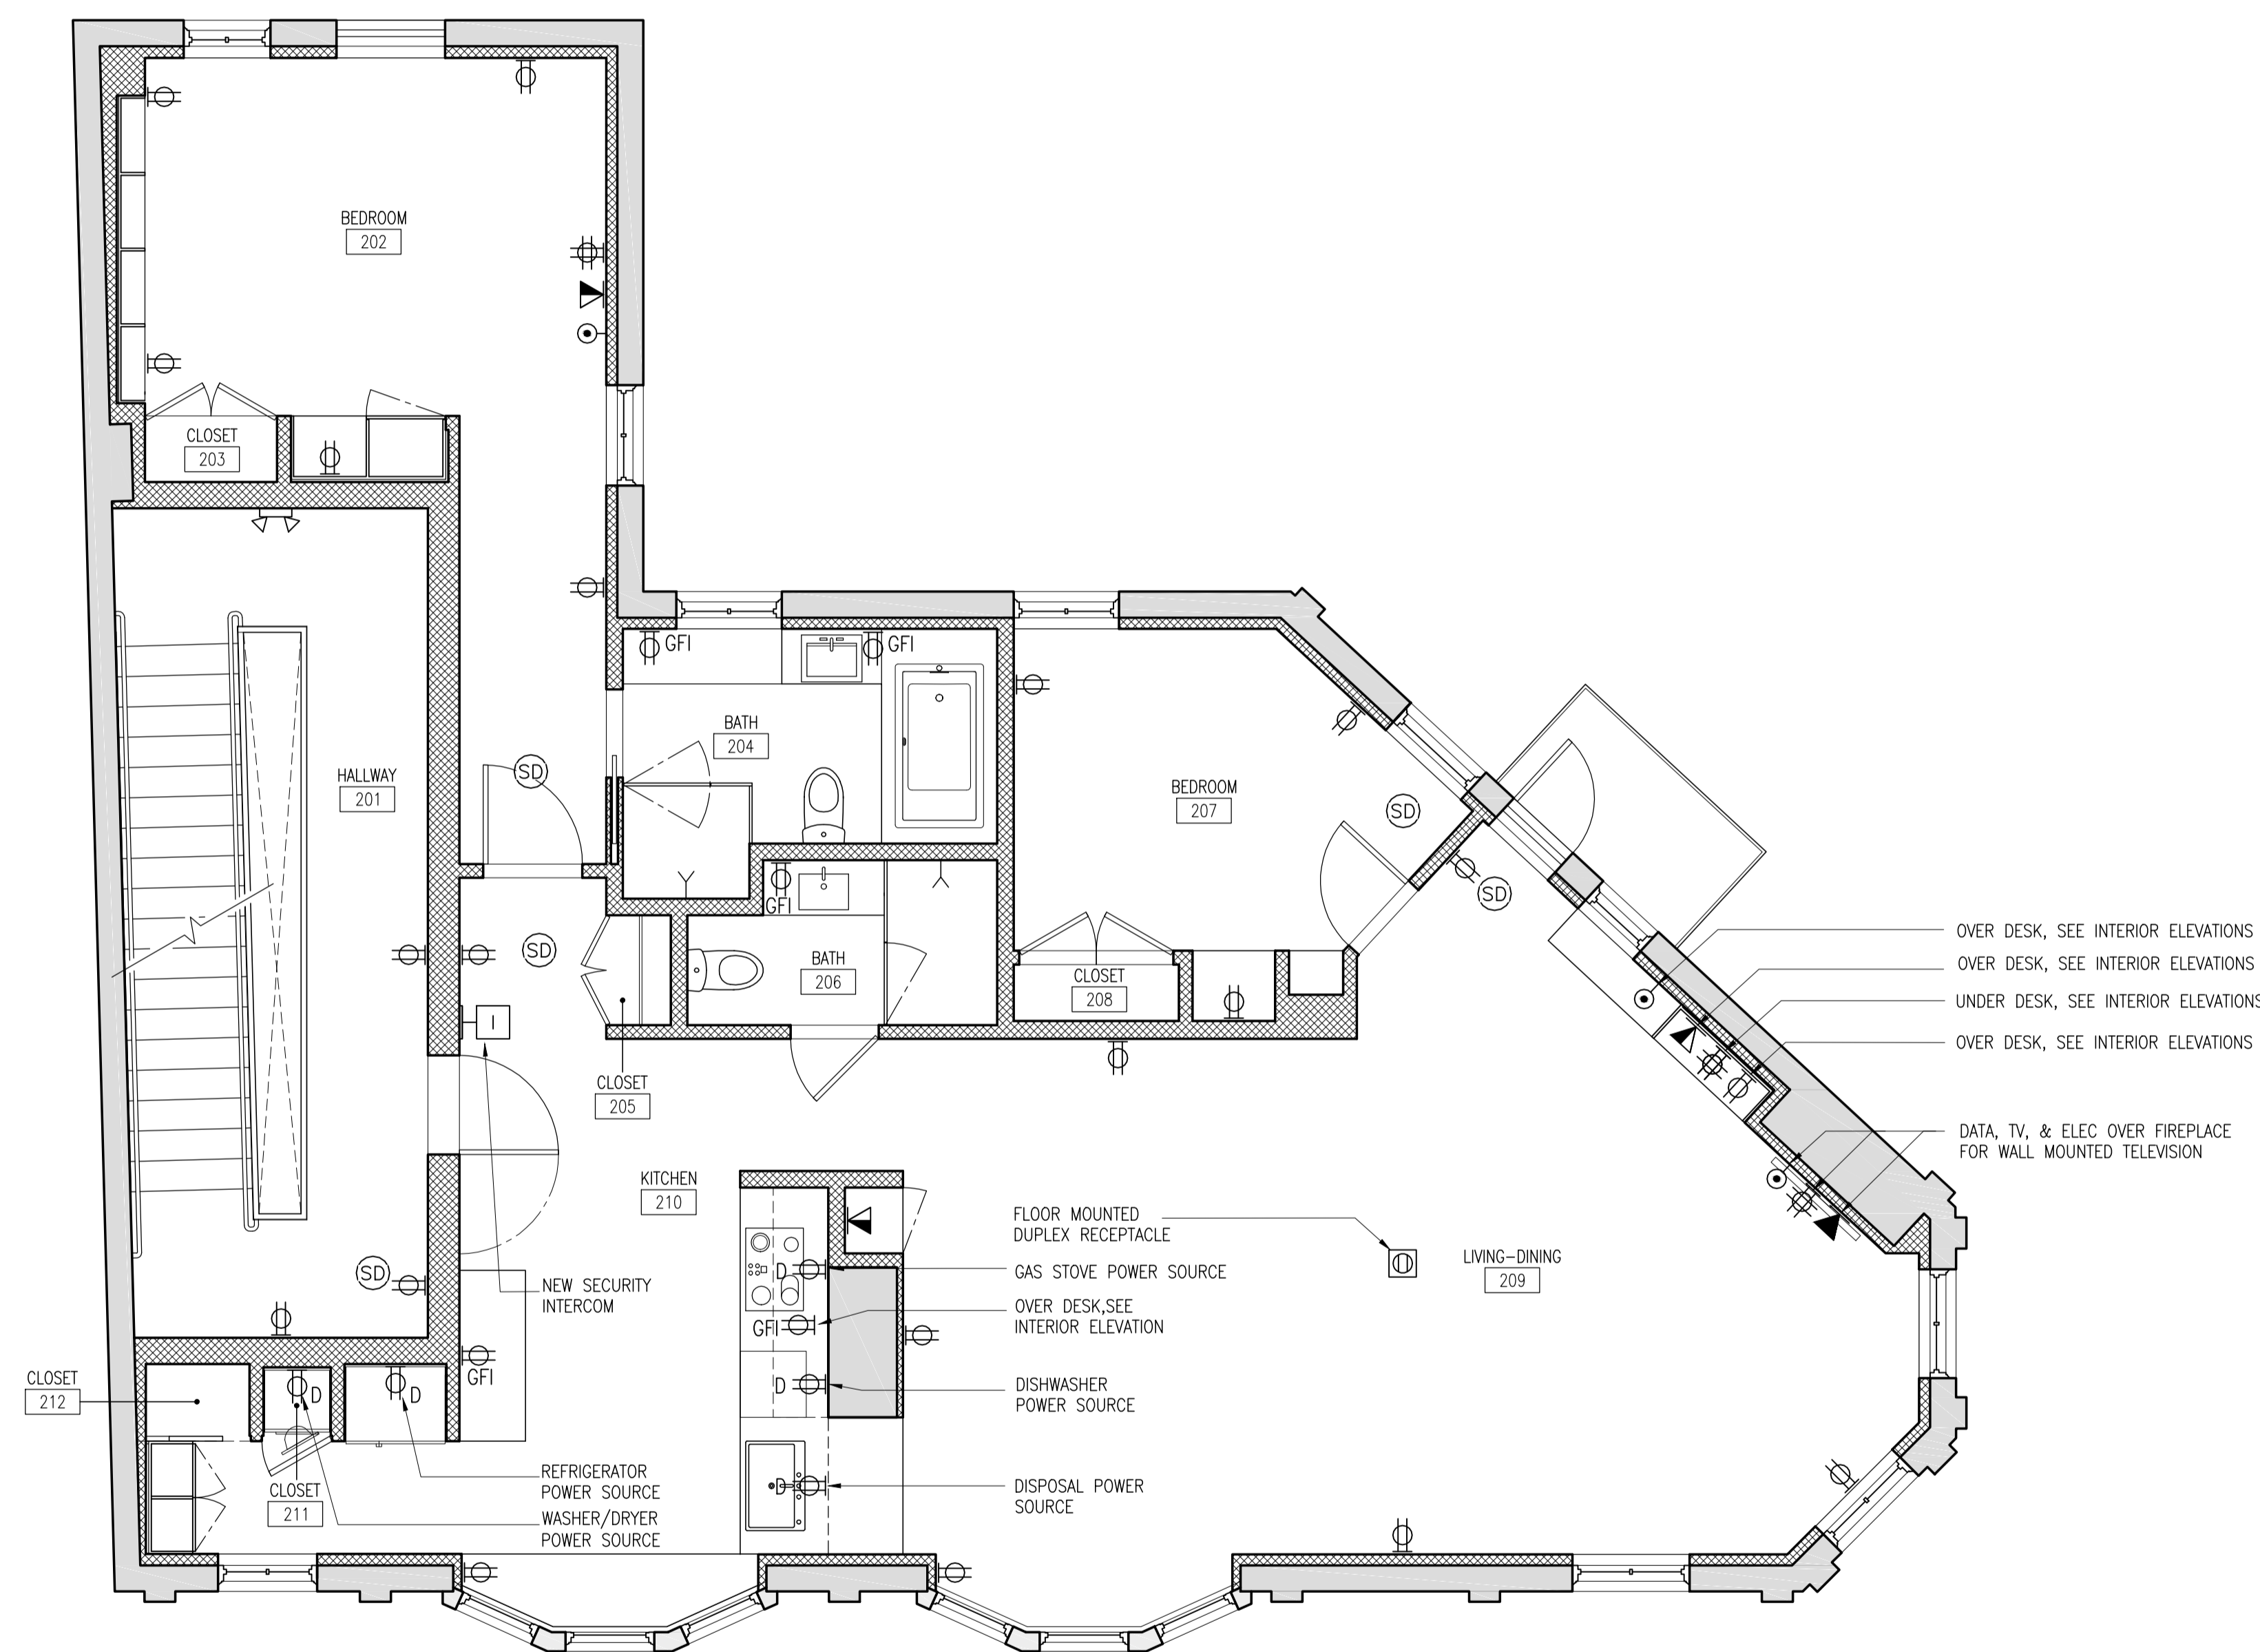 BEDROOM
202
CLOSET
203
GFI
GFI
BATH
204
HALLWAY
201
SD
BEDROOM
207
SD
SD
GFI
SD
BATH
206
CLOSET
208
I
CLOSET
205
OVER DESK, SEE INTERIOR ELEVATIONS
OVER DESK, SEE INTERIOR ELEVATIONS
UNDER DESK, SEE INTERIOR ELEVATIONS
OVER DESK, SEE INTERIOR ELEVATIONS
DATA, TV, & ELEC OVER FIREPLACE
FOR WALL MOUNTED TELEVISION
KITCHEN
210
FLOOR MOUNTED
DUPLEX RECEPTACLE
LIVING-DINING
209
SD
D
GAS STOVE POWER SOURCE
NEW SECURITY
INTERCOM
GFI
OVER DESK,SEE
INTERIOR ELEVATION
GFI
CLOSET
212
D
D
D
DISHWASHER
POWER SOURCE
REFRIGERATOR
POWER SOURCE
D
DISPOSAL POWER
SOURCE
CLOSET
211
WASHER/DRYER
POWER SOURCE